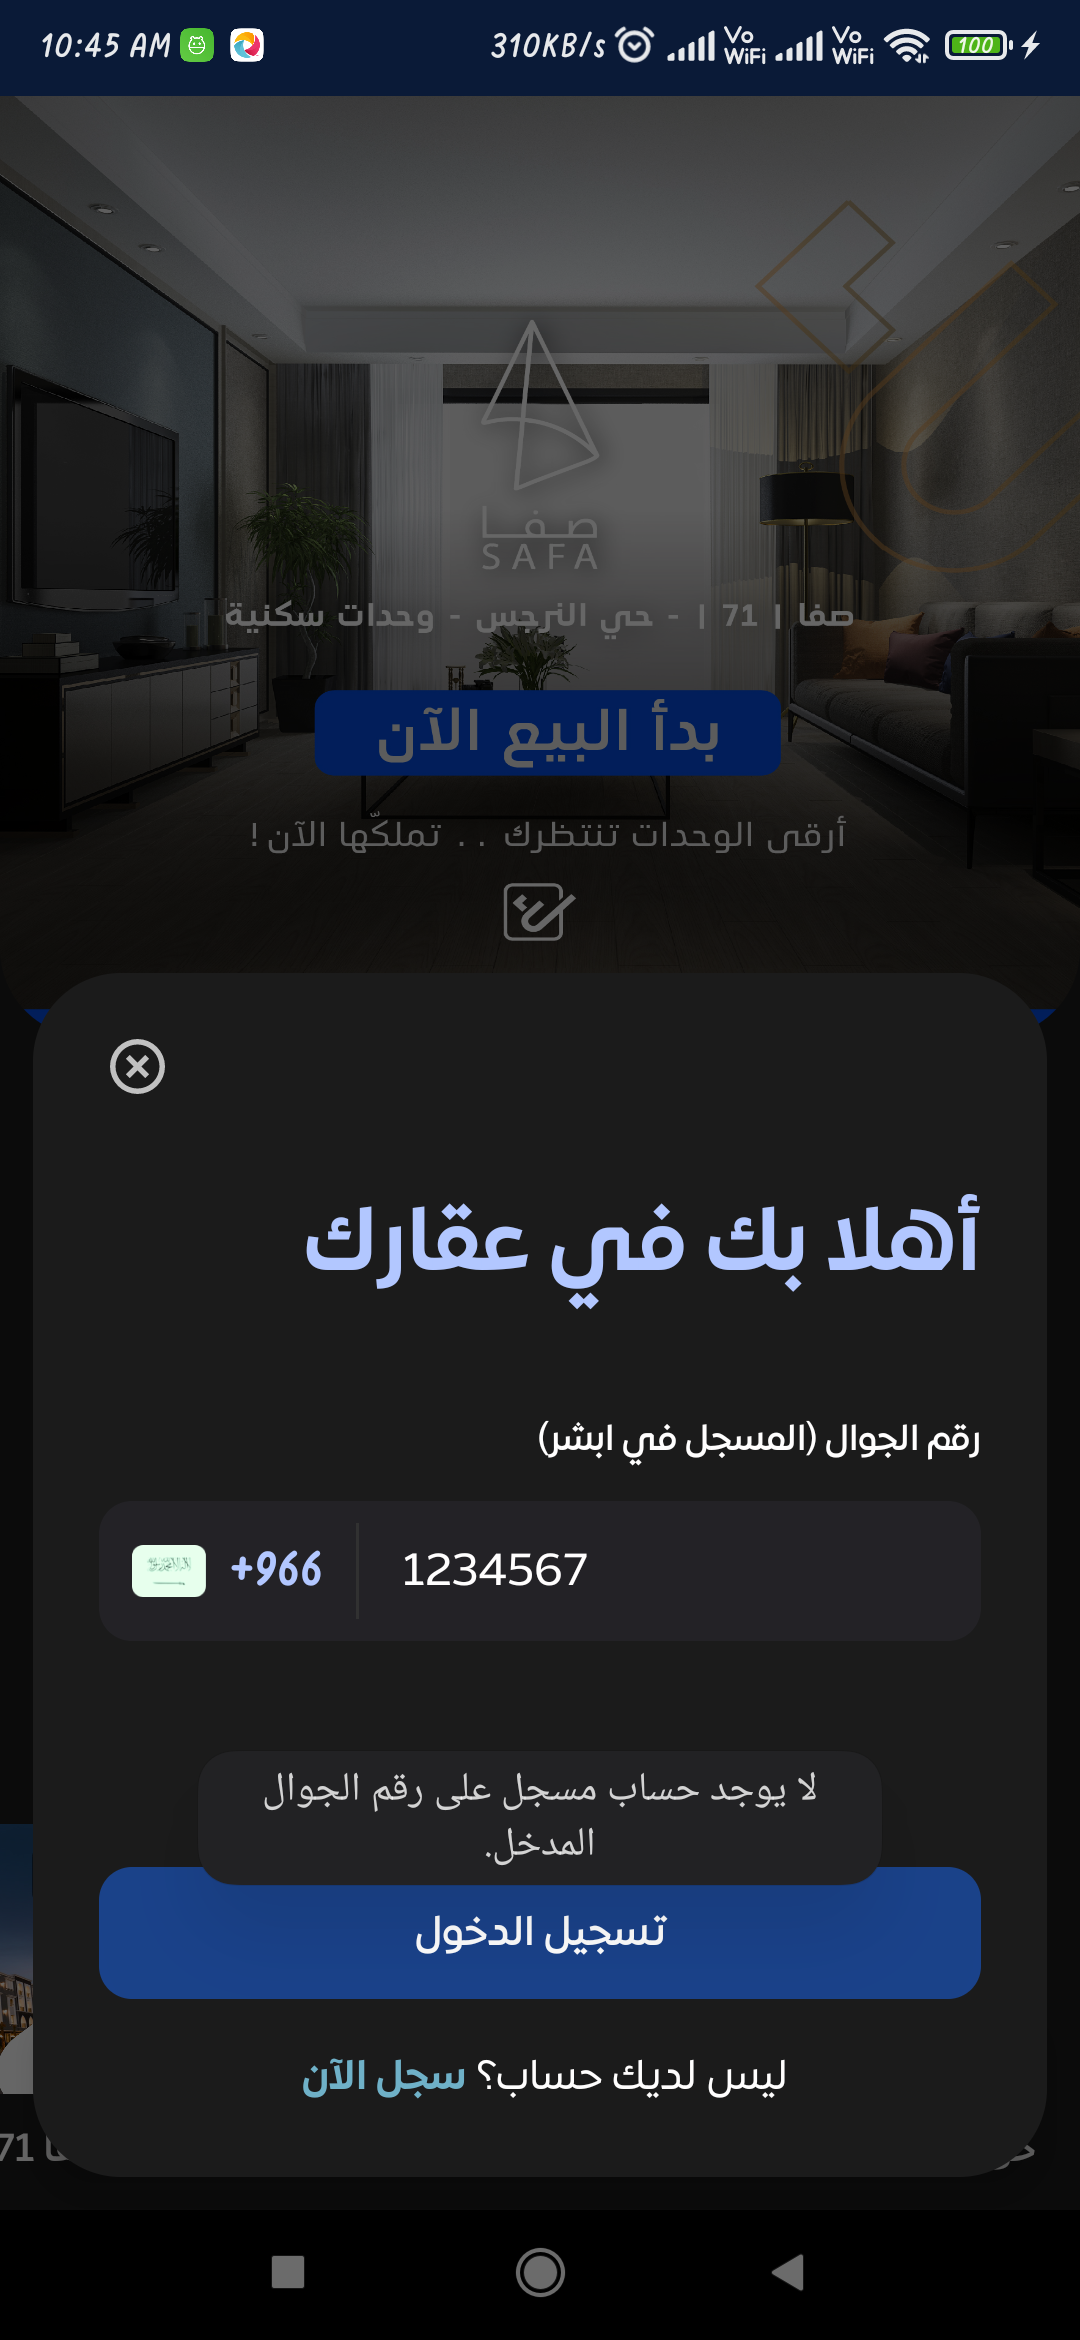 10:45 AM
310KB/s
Vo WiFi
Vo WiFi
100
صفا
SAFA
صفا | 71 | - حي النرجس - وحدات سكنية
بدأ البيع الآن
أرقى الوحدات تنتظرك . . تملكّها الآن !
أهلا بك في عقارك
رقم الجوال (المسجل في ابشر)
+966
1234567
لا يوجد حساب مسجل على رقم الجوال
المدخل.
تسجيل الدخول
ليس لديك حساب؟ سجل الآن
71